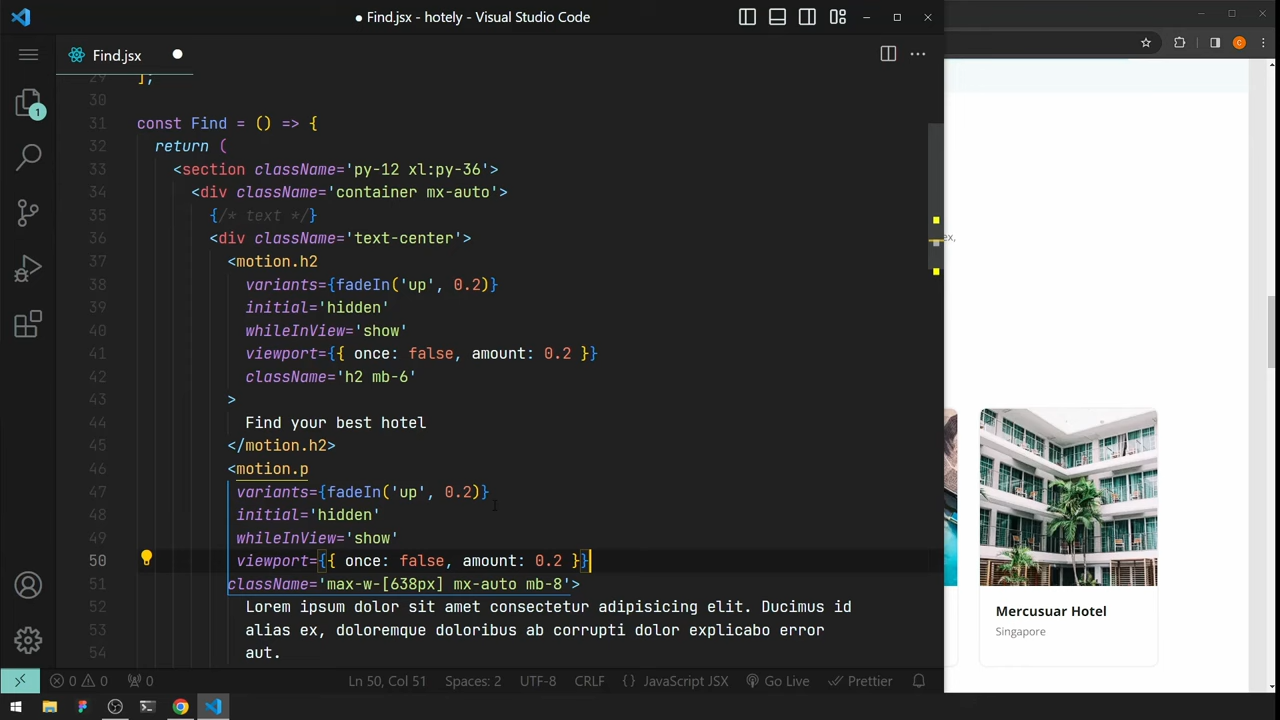 Find.jsx - hotely - Visual Studio Code
Find.jsx
29 ];
30
31 const Find = () => {
32 return (
33 <section className='py-12 xl:py-36'>
34 <div className='container mx-auto'>
35 {/* text */}
36 <div className='text-center'>
37 <motion.h2
38 variants={fadeIn('up', 0.2)}
39 initial='hidden'
40 whileInView='show'
41 viewport={{ once: false, amount: 0.2 }}
42 className='h2 mb-6'
43 >
44 Find your best hotel
45 </motion.h2>
46 <motion.p
47 variants={fadeIn('up', 0.2)}
48 initial='hidden'
49 whileInView='show'
50 viewport={{ once: false, amount: 0.2 }}
51 className='max-w-[638px] mx-auto mb-8'>
52 Lorem ipsum dolor sit amet consectetur adipisicing elit. Ducimus id
53 alias ex, doloremque doloribus ab corrupti dolor explicabo error
54 aut.
1
C
ex,
Mercusuar Hotel
Singapore
0 0 0 Ln 50, Col 51 Spaces: 2 UTF-8 CRLF {} JavaScript JSX Go Live Prettier